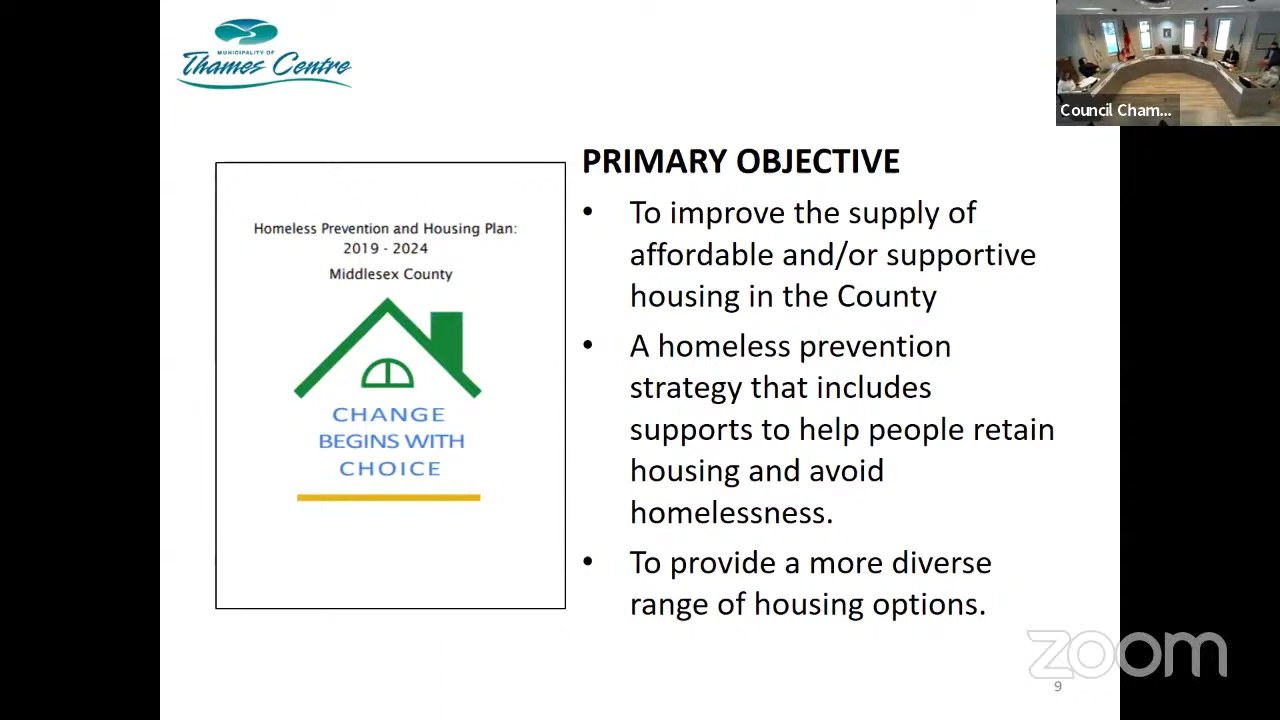 MUNICIPALITY OF
Thames Centre
Council Cham...
Homeless Prevention and Housing Plan:
2019 - 2024
Middlesex County
CHANGE
BEGINS WITH
CHOICE
PRIMARY OBJECTIVE
• To improve the supply of
affordable and/or supportive
housing in the County
• A homeless prevention
strategy that includes
supports to help people retain
housing and avoid
homelessness.
• To provide a more diverse
range of housing options.
zoom
9